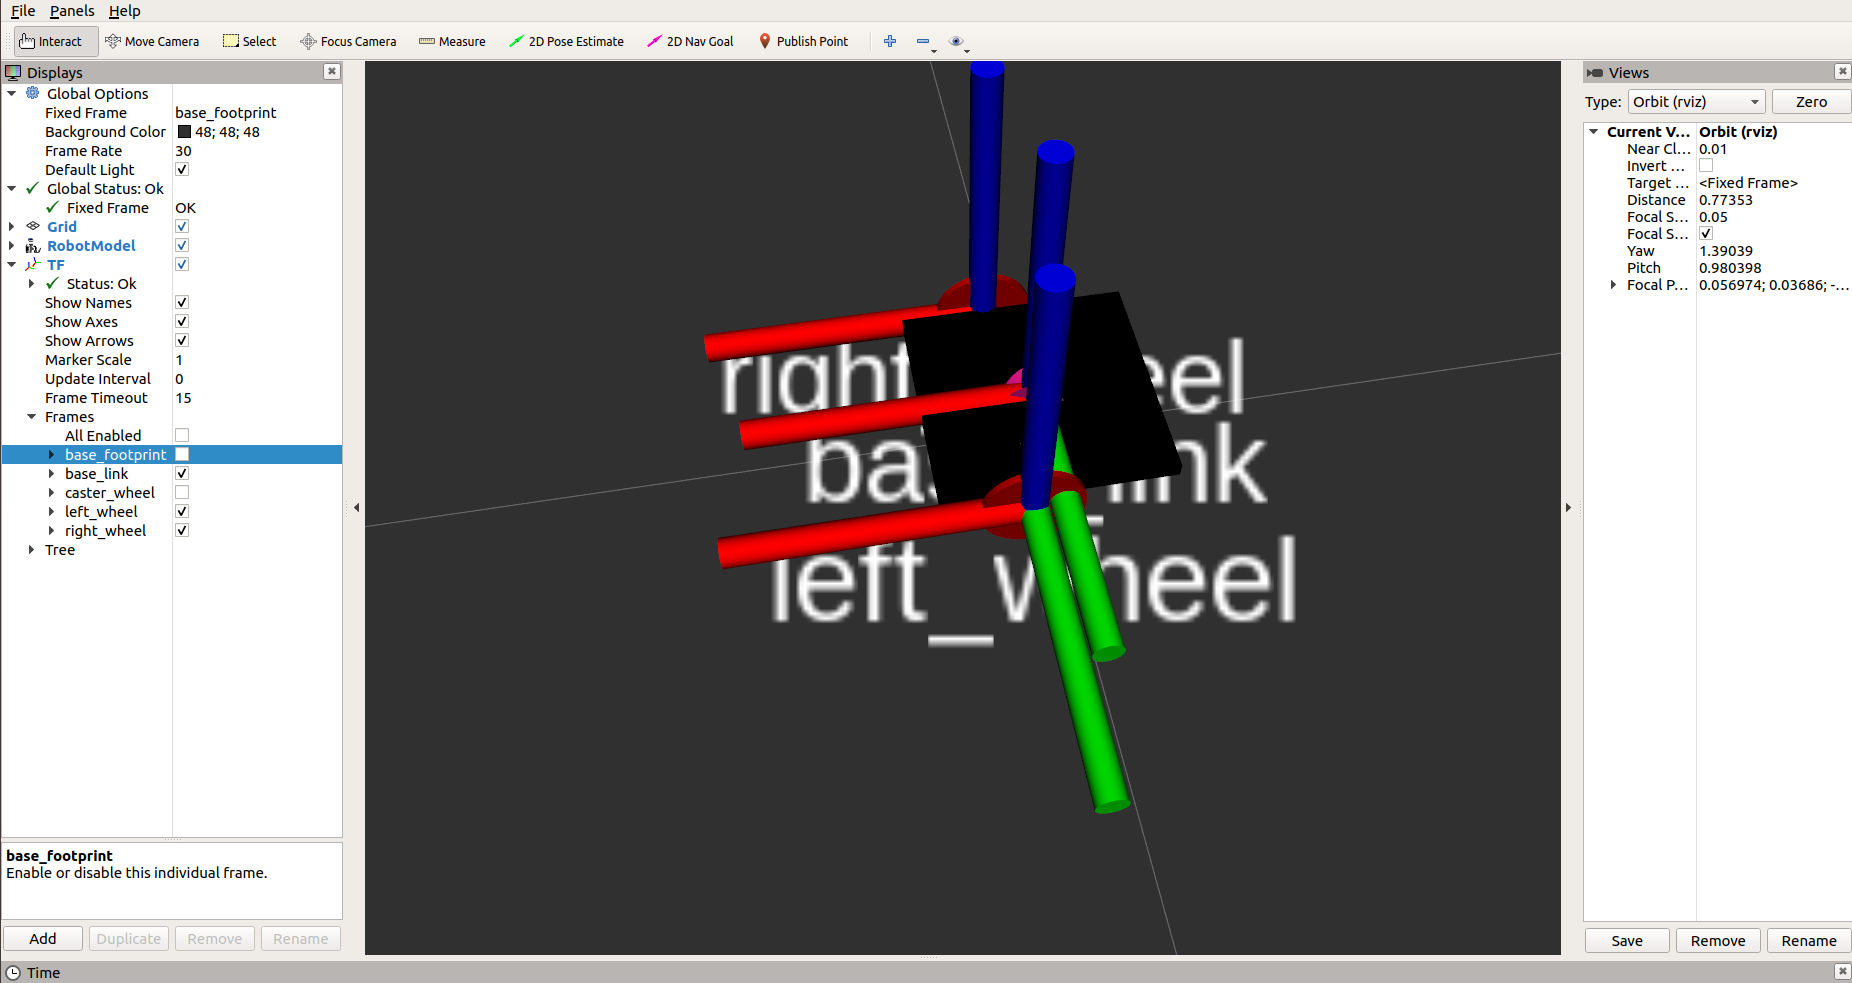 File Panels Help
Interact Move Camera Select Focus Camera Measure 2D Pose Estimate 2D Nav Goal Publish Point
Displays
Global Options
Fixed Frame base_footprint
Background Color 48; 48; 48
Frame Rate 30
Default Light
Global Status: Ok
Fixed Frame OK
Grid
RobotModel
TF
Status: Ok
Show Names
Show Axes
Show Arrows
Marker Scale 1
Update Interval 0
Frame Timeout 15
Frames
All Enabled
base_footprint
base_link
caster_wheel
left_wheel
right_wheel
Tree
base_footprint
Enable or disable this individual frame.
Add Duplicate Remove Rename
left_wheel
Views
Type: Orbit (rviz) Zero
Current V... Orbit (rviz)
Near Cl... 0.01
Invert ...
Target ... <Fixed Frame>
Distance 0.77353
Focal S... 0.05
Focal S...
Yaw 1.39039
Pitch 0.980398
Focal P... 0.056974; 0.03686; -...
Save Remove Rename
Time